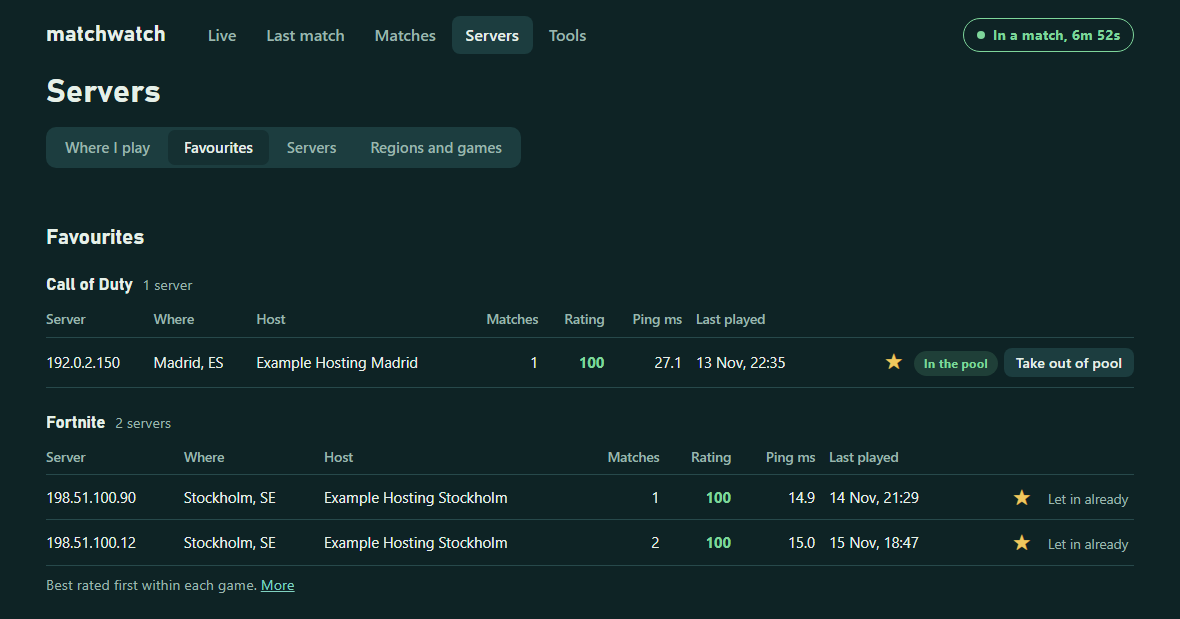 matchwatch Live Last match Matches Servers Tools In a match, 6m 52s
Servers
Where I play Favourites Servers Regions and games
Favourites
Call of Duty 1 server
Server Where Host Matches Rating Ping ms Last played
192.0.2.150 Madrid, ES Example Hosting Madrid 1 100 27.1 13 Nov, 22:35 In the pool Take out of pool
Fortnite 2 servers
Server Where Host Matches Rating Ping ms Last played
198.51.100.90 Stockholm, SE Example Hosting Stockholm 1 100 14.9 14 Nov, 21:29 Let in already
198.51.100.12 Stockholm, SE Example Hosting Stockholm 2 100 15.0 15 Nov, 18:47 Let in already
Best rated first within each game. More